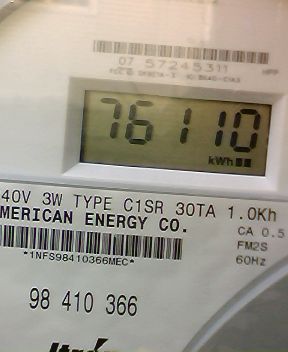 07 57245311
76110
kWh
40V 3W TYPE C1SR 30TA 1.0Kh
MERICAN ENERGY CO.
CA 0.5
FM2S
*1NFS98410366MEC*
60Hz
98 410 366
Itrón